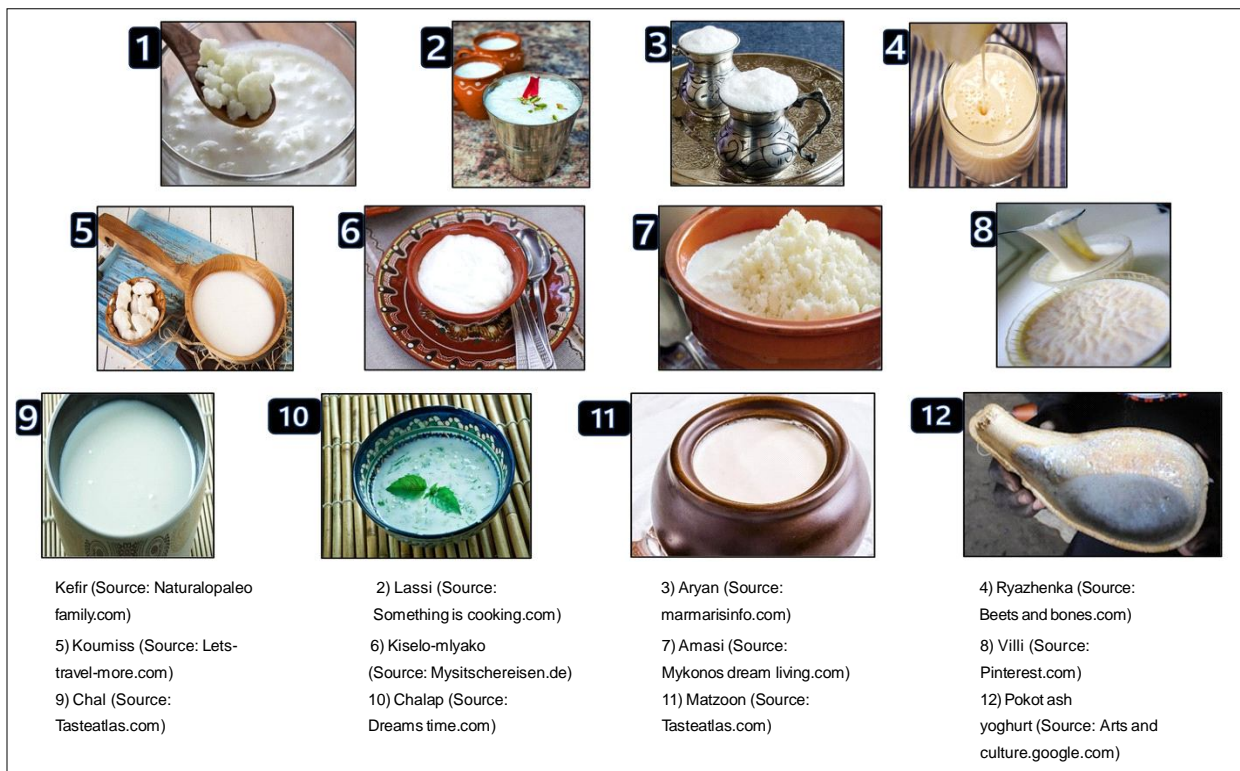 1
2
3
4
5
6
7
8
9
10
11
12
Kefir (Source: Naturalopaleo
family.com)
2) Lassi (Source:
Something is cooking.com)
3) Aryan (Source:
marmarisinfo.com)
4) Ryazhenka (Source:
Beets and bones.com)
5) Koumiss (Source: Lets-
travel-more.com)
6) Kiselo-mlyako
(Source: Mysitschereisen.de)
7) Amasi (Source:
Mykonos dream living.com)
8) Villi (Source:
Pinterest.com)
9) Chal (Source:
Tasteatlas.com)
10) Chalap (Source:
Dreams time.com)
11) Matzoon (Source:
Tasteatlas.com)
12) Pokot ash
yoghurt (Source: Arts and
culture.google.com)